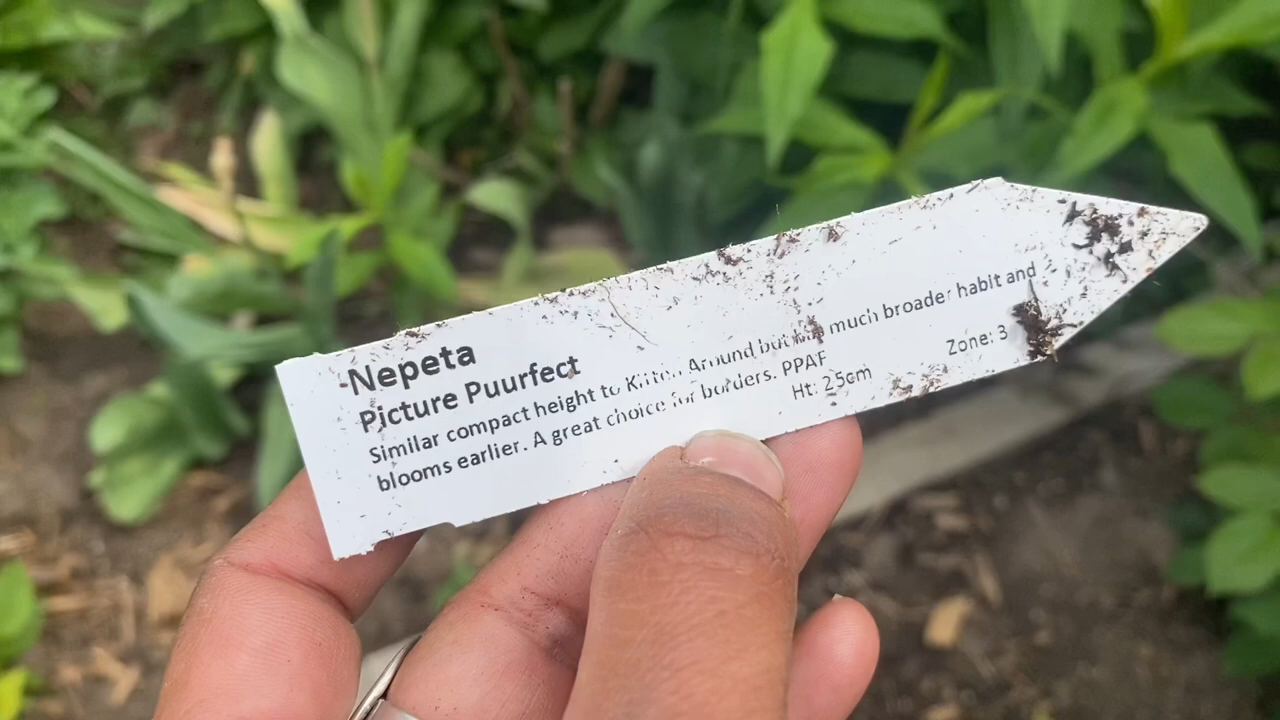 Nepeta
Picture Puurfect
Similar compact height to Around but much broader habit and
blooms earlier. A great choice for borders. PPAF
Ht: 25cm
Zone: 3